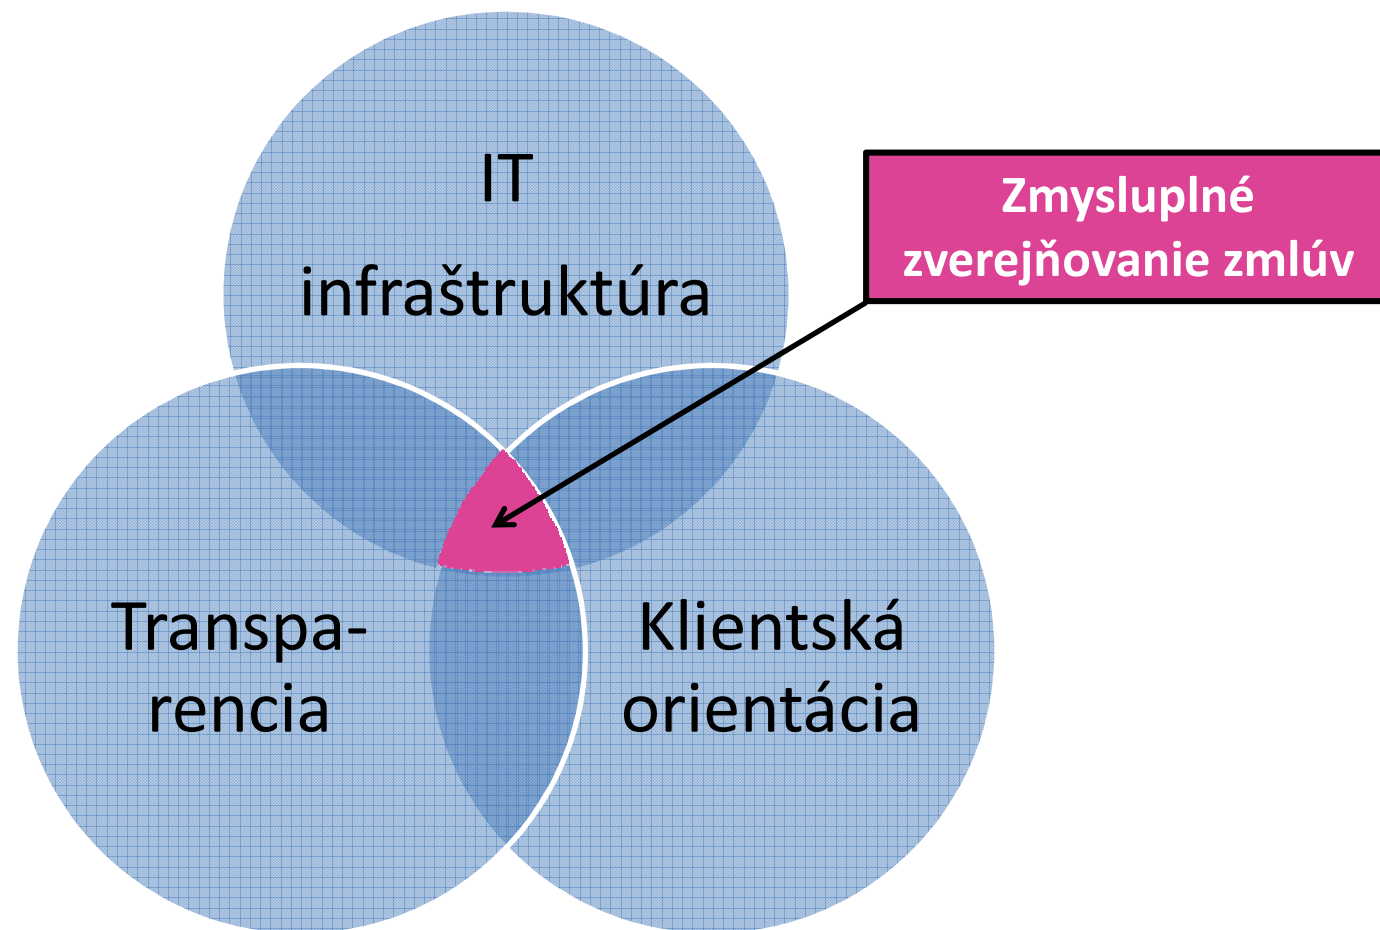 IT
infraštruktúra
Zmysluplné
zverejňovanie zmlúv
Transpa-
rencia
Klientská
orientácia